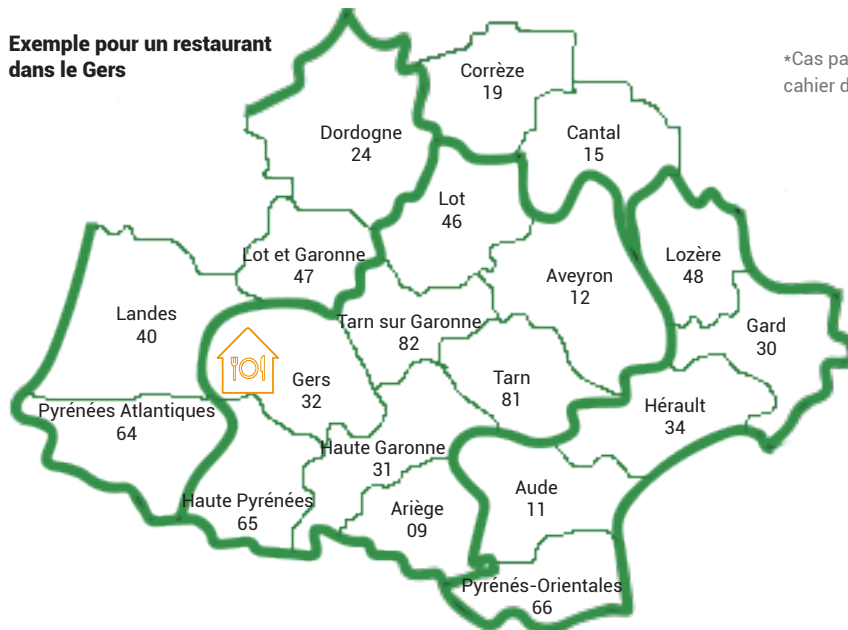 Exemple pour un restaurant
dans le Gers
*Cas pa
cahier d
Corrèze
19
Dordogne
24
Cantal
15
Lot
46
Lot et Garonne
47
Aveyron
12
Lozère
48
Landes
40
Tarn sur Garonne
82
Gard
30
Gers
32
Tarn
81
Hérault
34
Pyrénées Atlantiques
64
Haute Garonne
31
Haute Pyrénées
65
Ariège
09
Aude
11
Pyrénés-Orientales
66